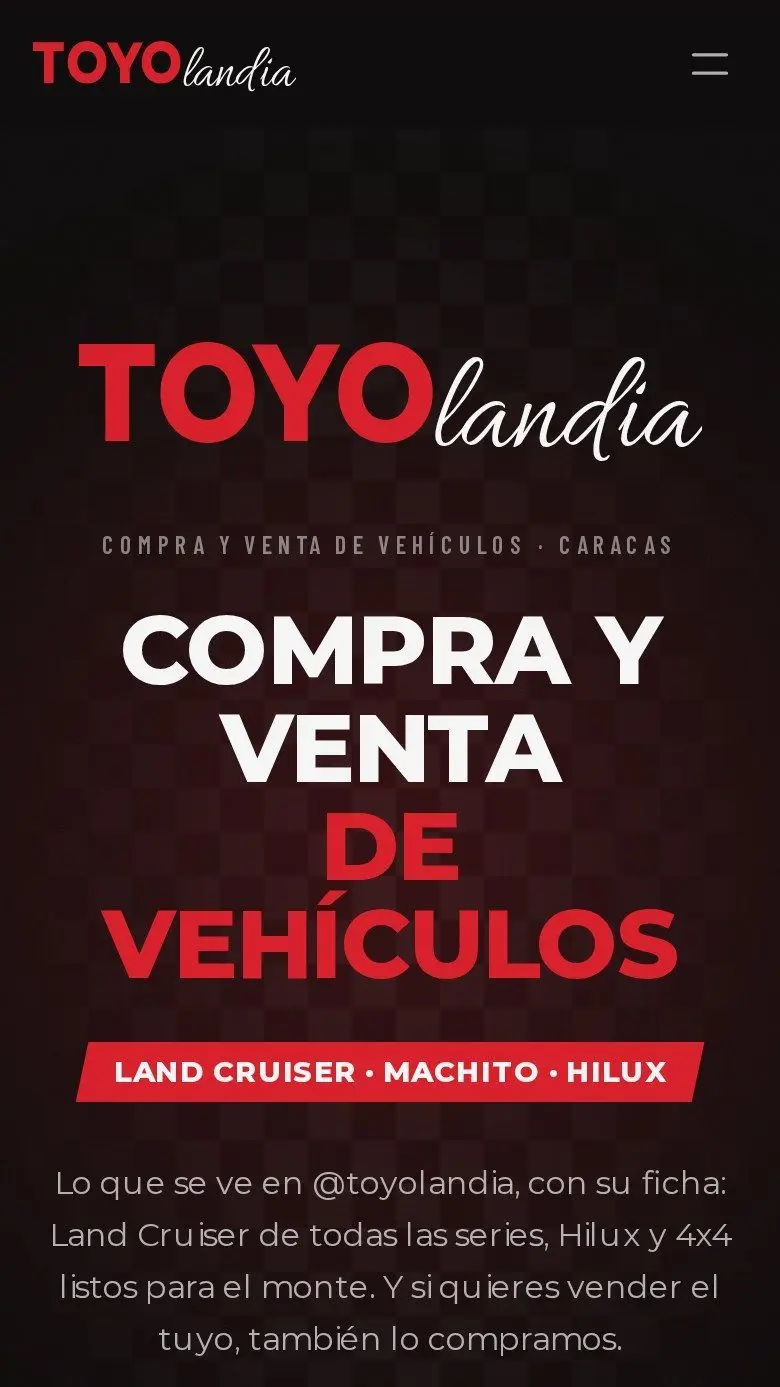 TOYOlandia
TOYOlandia
COMPRA Y VENTA DE VEHÍCULOS · CARACAS
COMPRA Y
VENTA
DE
VEHÍCULOS
LAND CRUISER · MACHITO · HILUX
Lo que se ve en @toyolandia, con su ficha:
Land Cruiser de todas las series, Hilux y 4x4
listos para el monte. Y si quieres vender el
tuyo, también lo compramos.